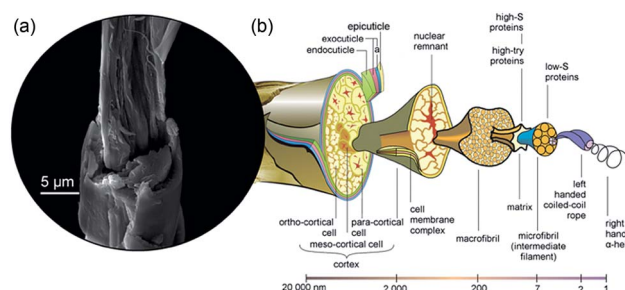 (a)
5 µm
(b)
epicuticle
exocuticle
endocuticle
a
nuclear
remnant
high-S
proteins
high-try
proteins
low-S
proteins
ortho-cortical
cell
para-cortical
cell
meso-cortical cell
cortex
cell
membrane
complex
macrofibril
matrix
microfibril
(intermediate
filament)
left
handed
coiled-coil
rope
right
hand
α-he
20 000 nm
2 000
200
7
2
1